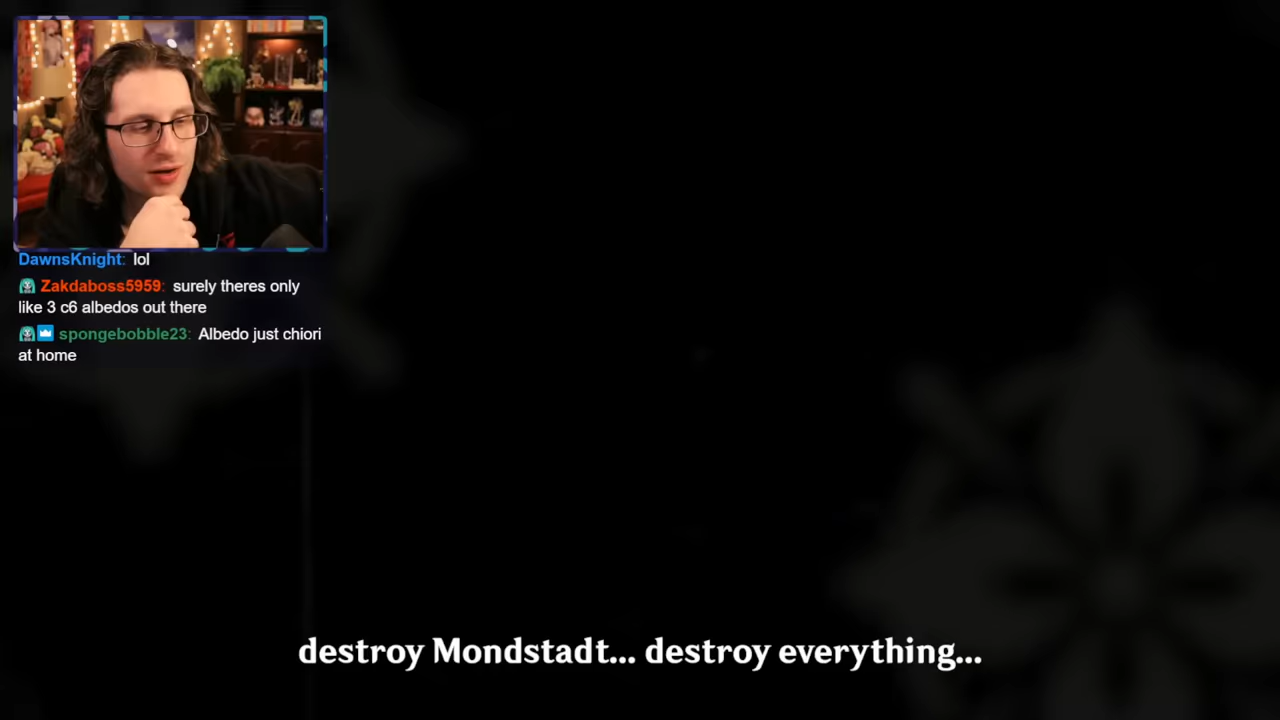 DawnsKnight: lol
Zakdaboss5959: surely theres only
like 3 c6 albedos out there
spongebobble23: Albedo just chiori
at home
destroy Mondstadt... destroy everything...